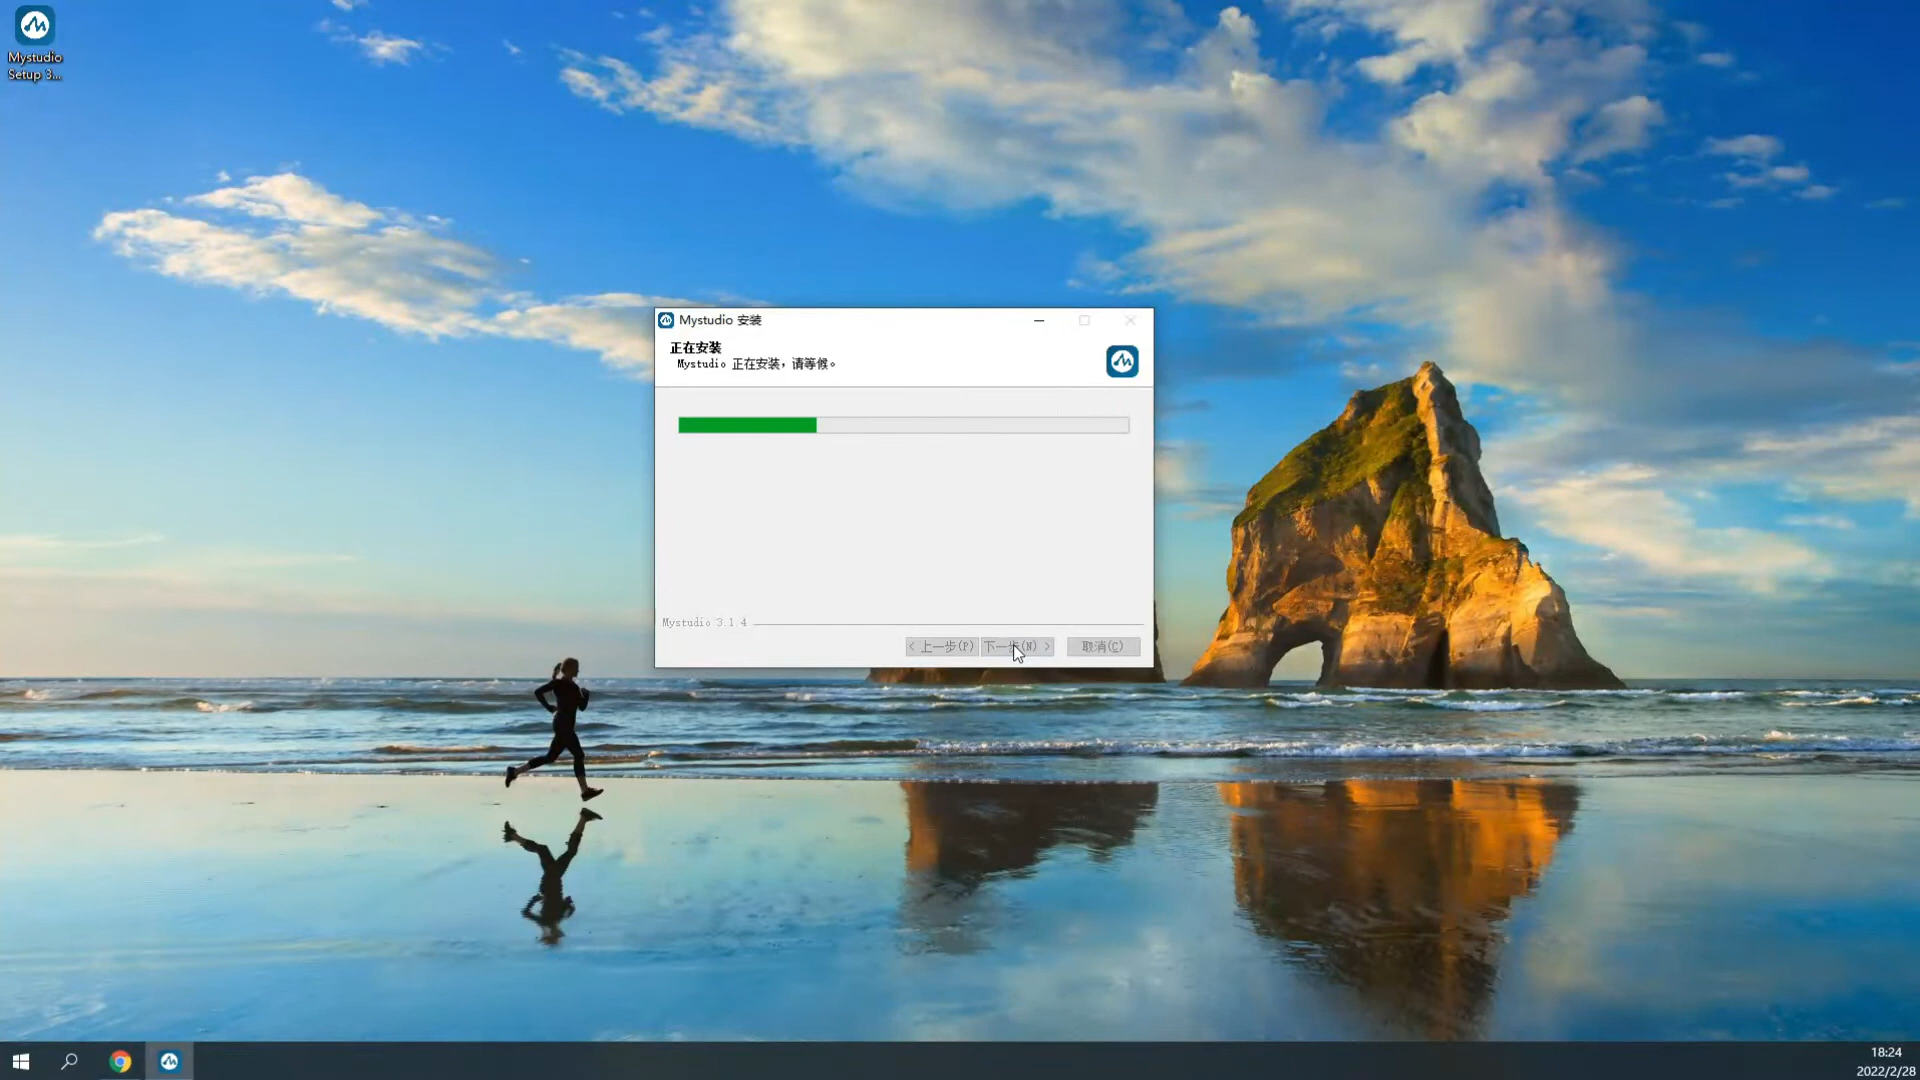 Mystudio
Setup 3...
Mystudio 安装
正在安装
Mystudio 正在安装，请等候。
Mystudio 3.1.4
< 上一步(P)
下一步(N) >
取消(C)
18:24
2022/2/28